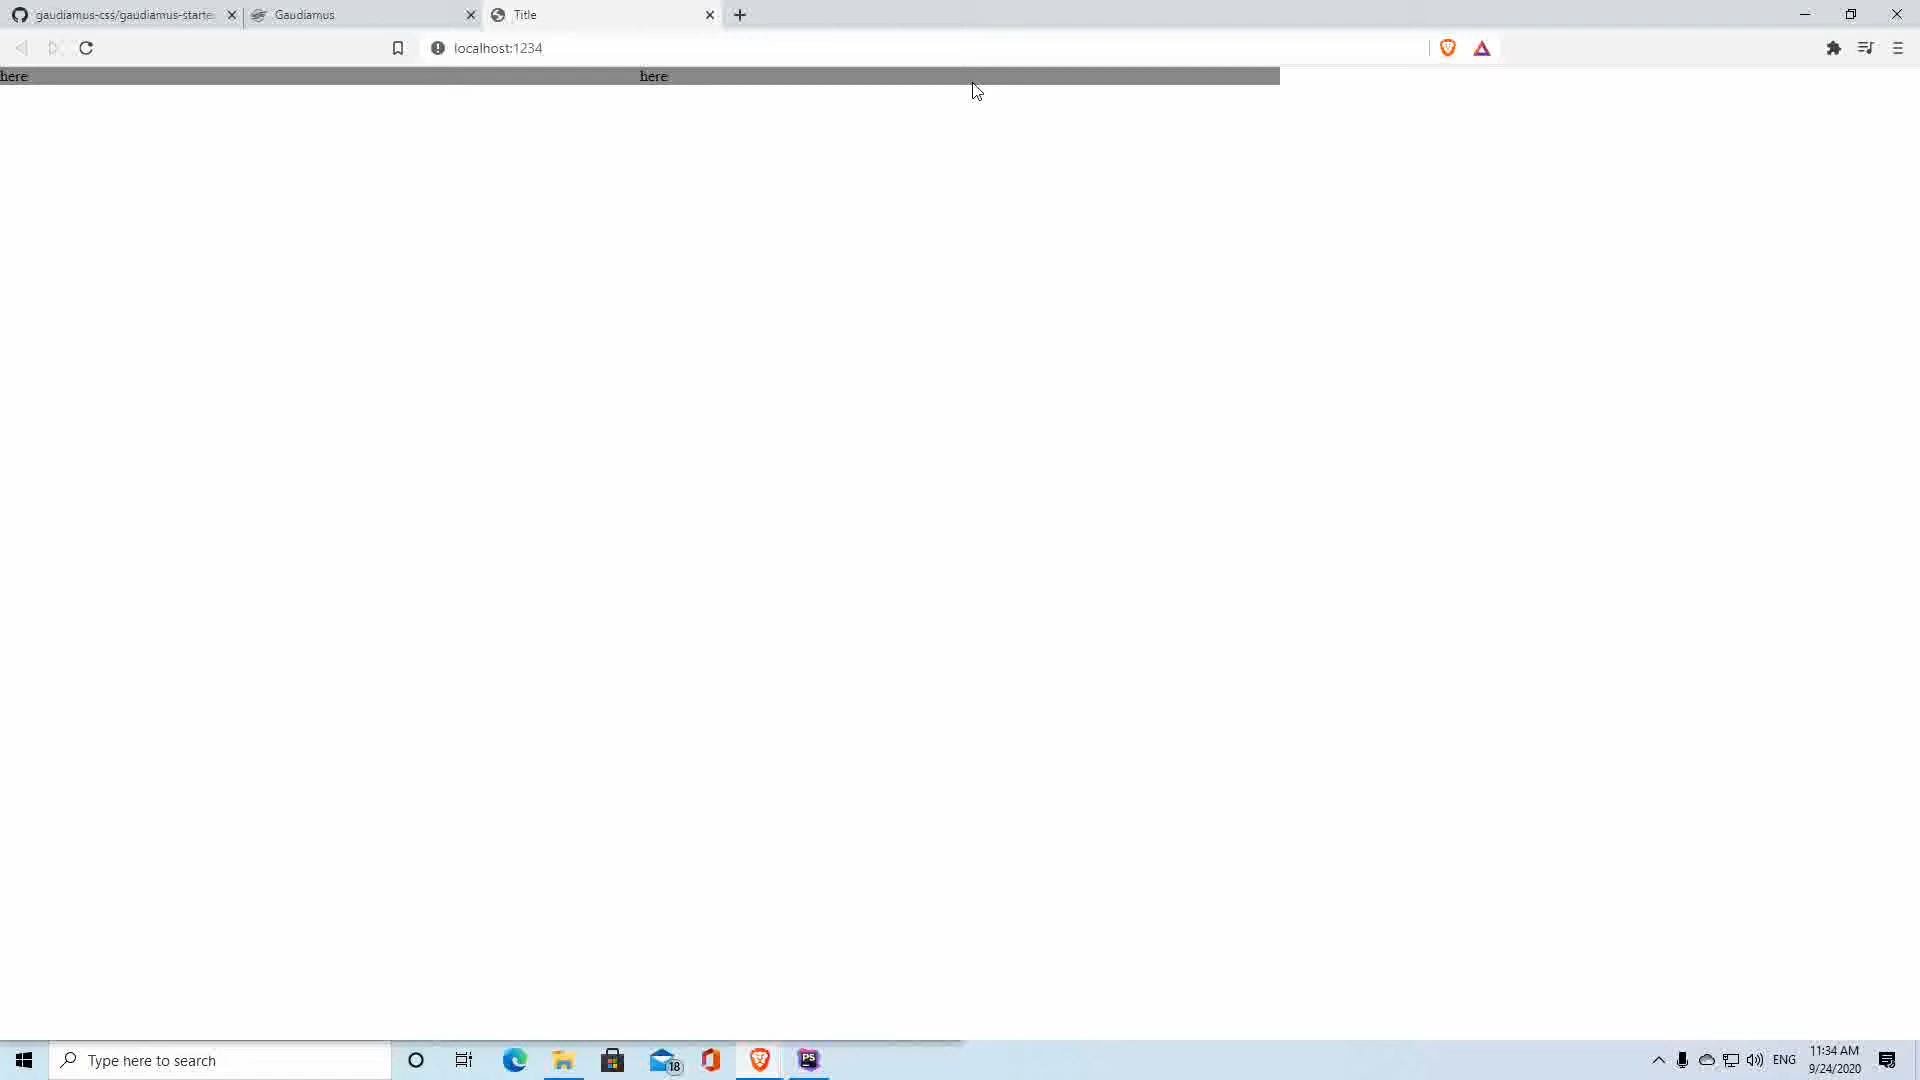 gaudiamus-css/gaudiamus-starte
Gaudiamus
Title
localhost:1234
here
here
Type here to search
18
PS
ENG
11:34 AM
9/24/2020